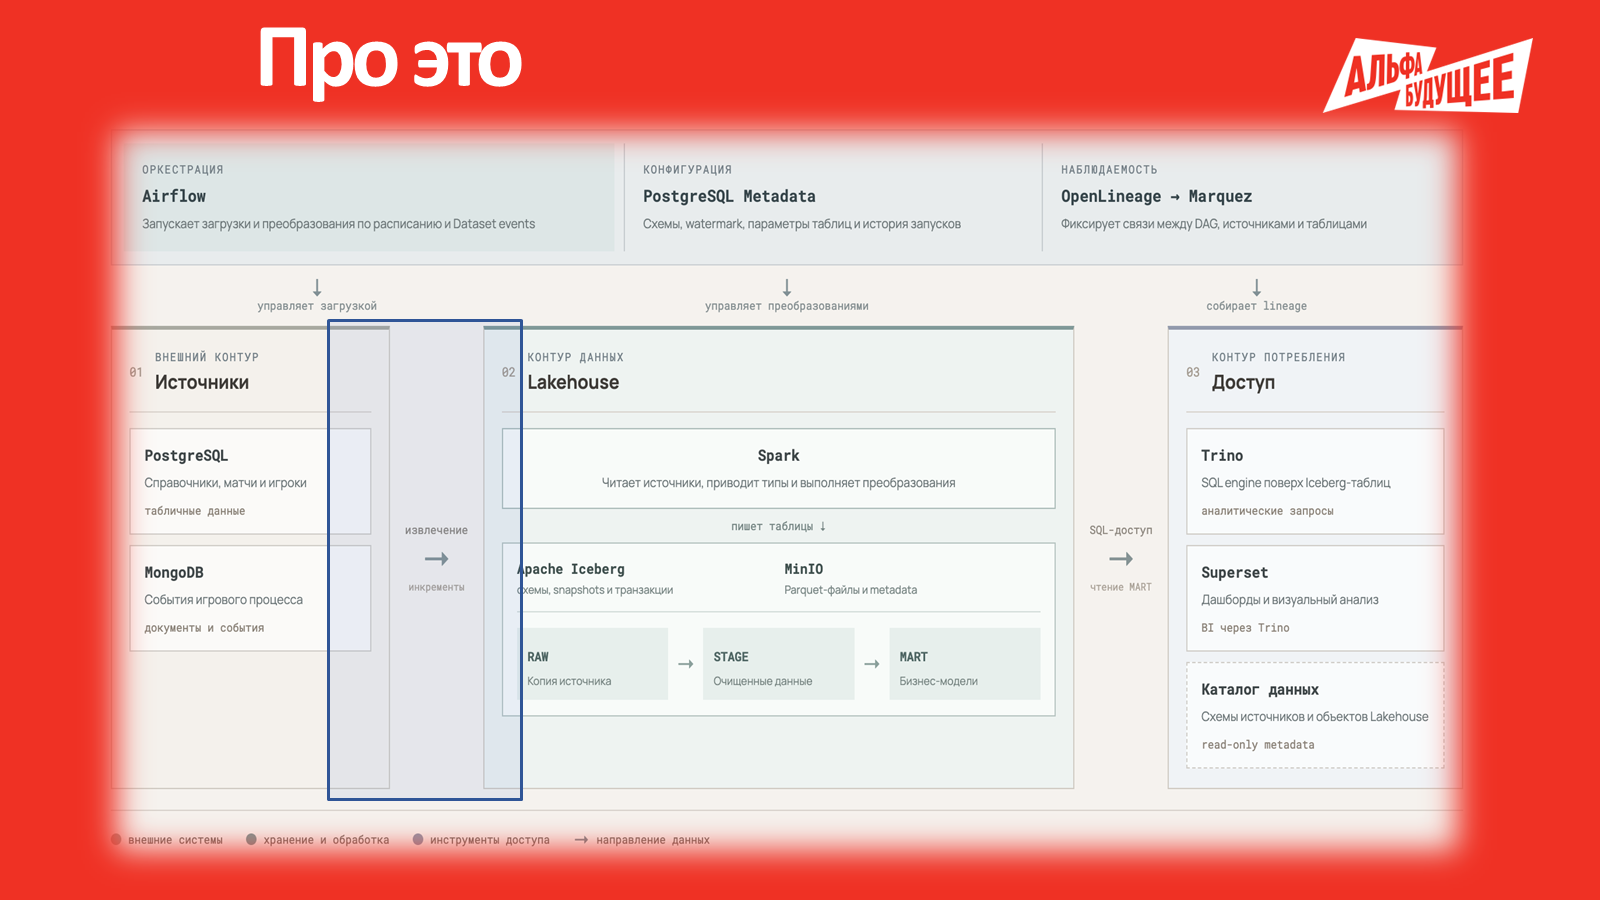 Про это
АЛЬФА
БУДУЩЕЕ
ОРКЕСТРАЦИЯ
Airflow
Запускает загрузки и преобразования по расписанию и Dataset events
КОНФИГУРАЦИЯ
PostgreSQL Metadata
Схемы, watermark, параметры таблиц и история запусков
НАБЛЮДАЕМОСТЬ
OpenLineage → Marquez
Фиксирует связи между DAG, источниками и таблицами
↓
управляет загрузкой
↓
управляет преобразованиями
↓
собирает lineage
01
ВНЕШНИЙ КОНТУР
Источники
PostgreSQL
Справочники, матчи и игроки
табличные данные
MongoDB
События игрового процесса
документы и события
извлечение
→
инкременты
02
КОНТУР ДАННЫХ
Lakehouse
Spark
Читает источники, приводит типы и выполняет преобразования
пишет таблицы ↓
Apache Iceberg
схемы, snapshots и транзакции
MinIO
Parquet-файлы и metadata
RAW
Копия источника
→
STAGE
Очищенные данные
→
MART
Бизнес-модели
SQL-доступ
→
чтение MART
03
КОНТУР ПОТРЕБЛЕНИЯ
Доступ
Trino
SQL engine поверх Iceberg-таблиц
аналитические запросы
Superset
Дашборды и визуальный анализ
BI через Trino
Каталог данных
Схемы источников и объектов Lakehouse
read-only metadata
внешние системы
хранение и обработка
инструменты доступа
→ направление данных